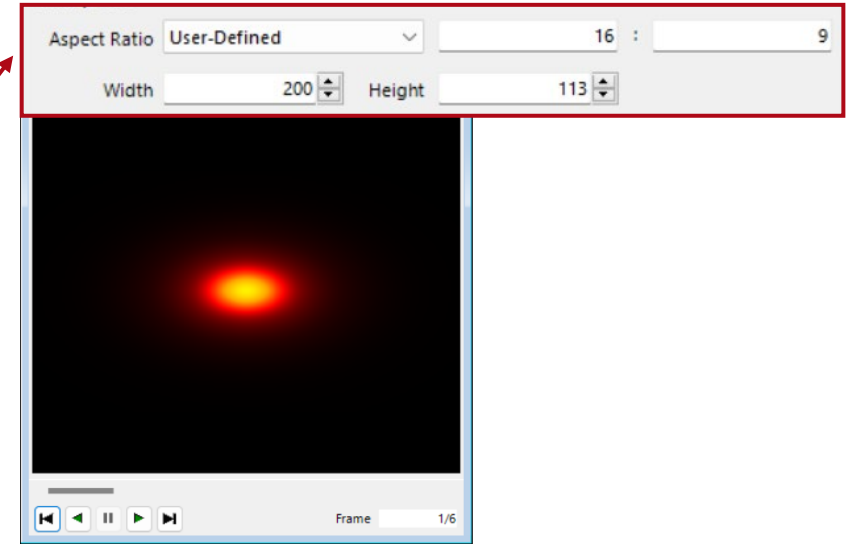 Aspect Ratio User-Defined 16 : 9
Width 200 Height 113
Frame 1/6